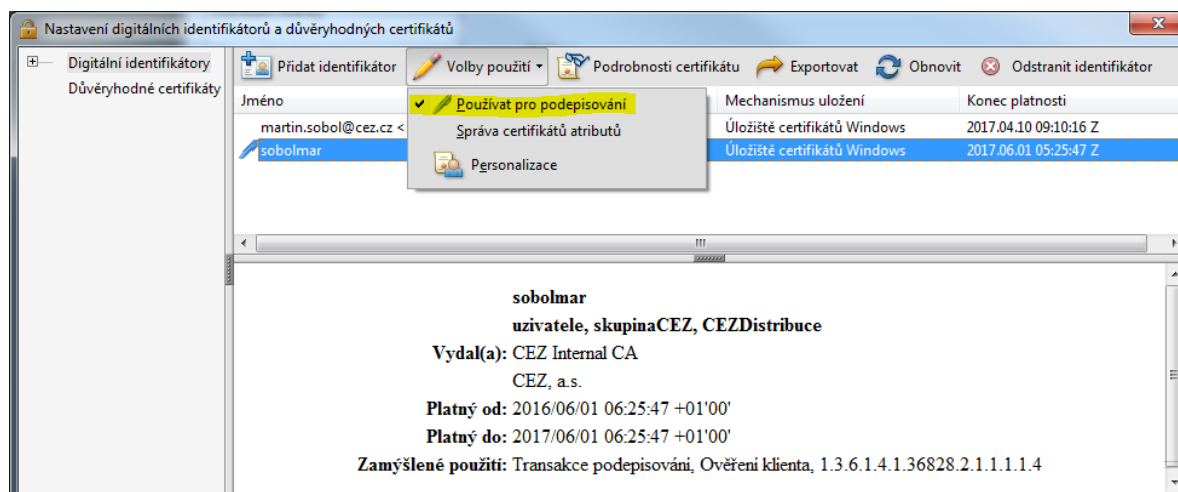 Nastavení digitálních identifikátorů a důvěryhodných certifikátů
Digitální identifikátory
Důvěryhodné certifikáty
Přidat identifikátor Volby použití Podrobnosti certifikátu Exportovat Obnovit Odstranit identifikátor
Jméno Mechanismus uložení Konec platnosti
Používat pro podepisování
Správa certifikátů atributů
Personalizace
martin.sobol@cez.cz < Úložiště certifikátů Windows 2017.04.10 09:10:16 Z
sobolmar Úložiště certifikátů Windows 2017.06.01 05:25:47 Z
sobolmar
uzivatele, skupinaCEZ, CEZDistribuce
Vydal(a): CEZ Internal CA
CEZ, a.s.
Platný od: 2016/06/01 06:25:47 +01'00'
Platný do: 2017/06/01 06:25:47 +01'00'
Zamýšlené použití: Transakce podepisování, Ověření klienta, 1.3.6.1.4.1.36828.2.1.1.1.1.4